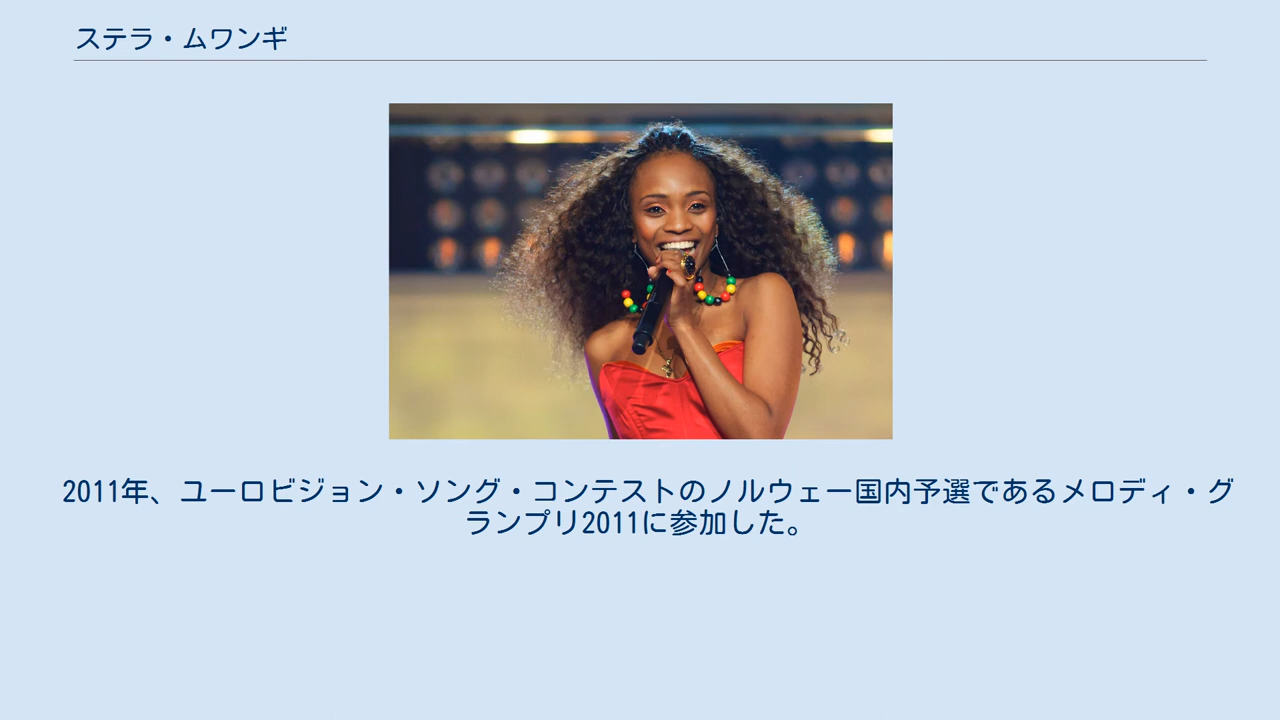 ステラ・ムワンギ
2011年、ユーロビジョン・ソング・コンテストのノルウェー国内予選であるメロディ・グ
ランプリ2011に参加した。